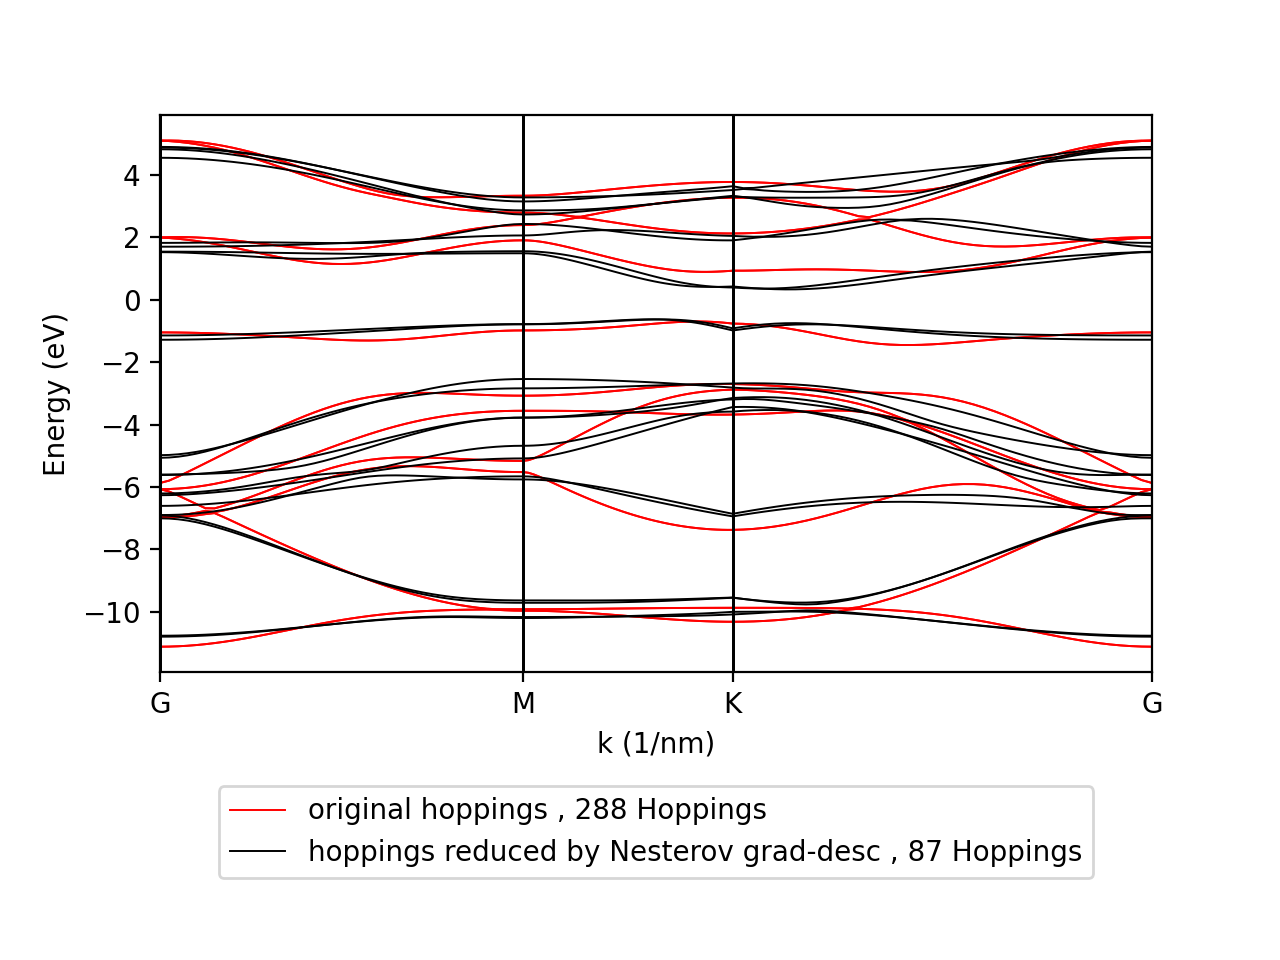 4
2
0
−2
−4
−6
−8
−10
Energy (eV)
G M K G
k (1/nm)
original hoppings , 288 Hoppings
hoppings reduced by Nesterov grad-desc , 87 Hoppings